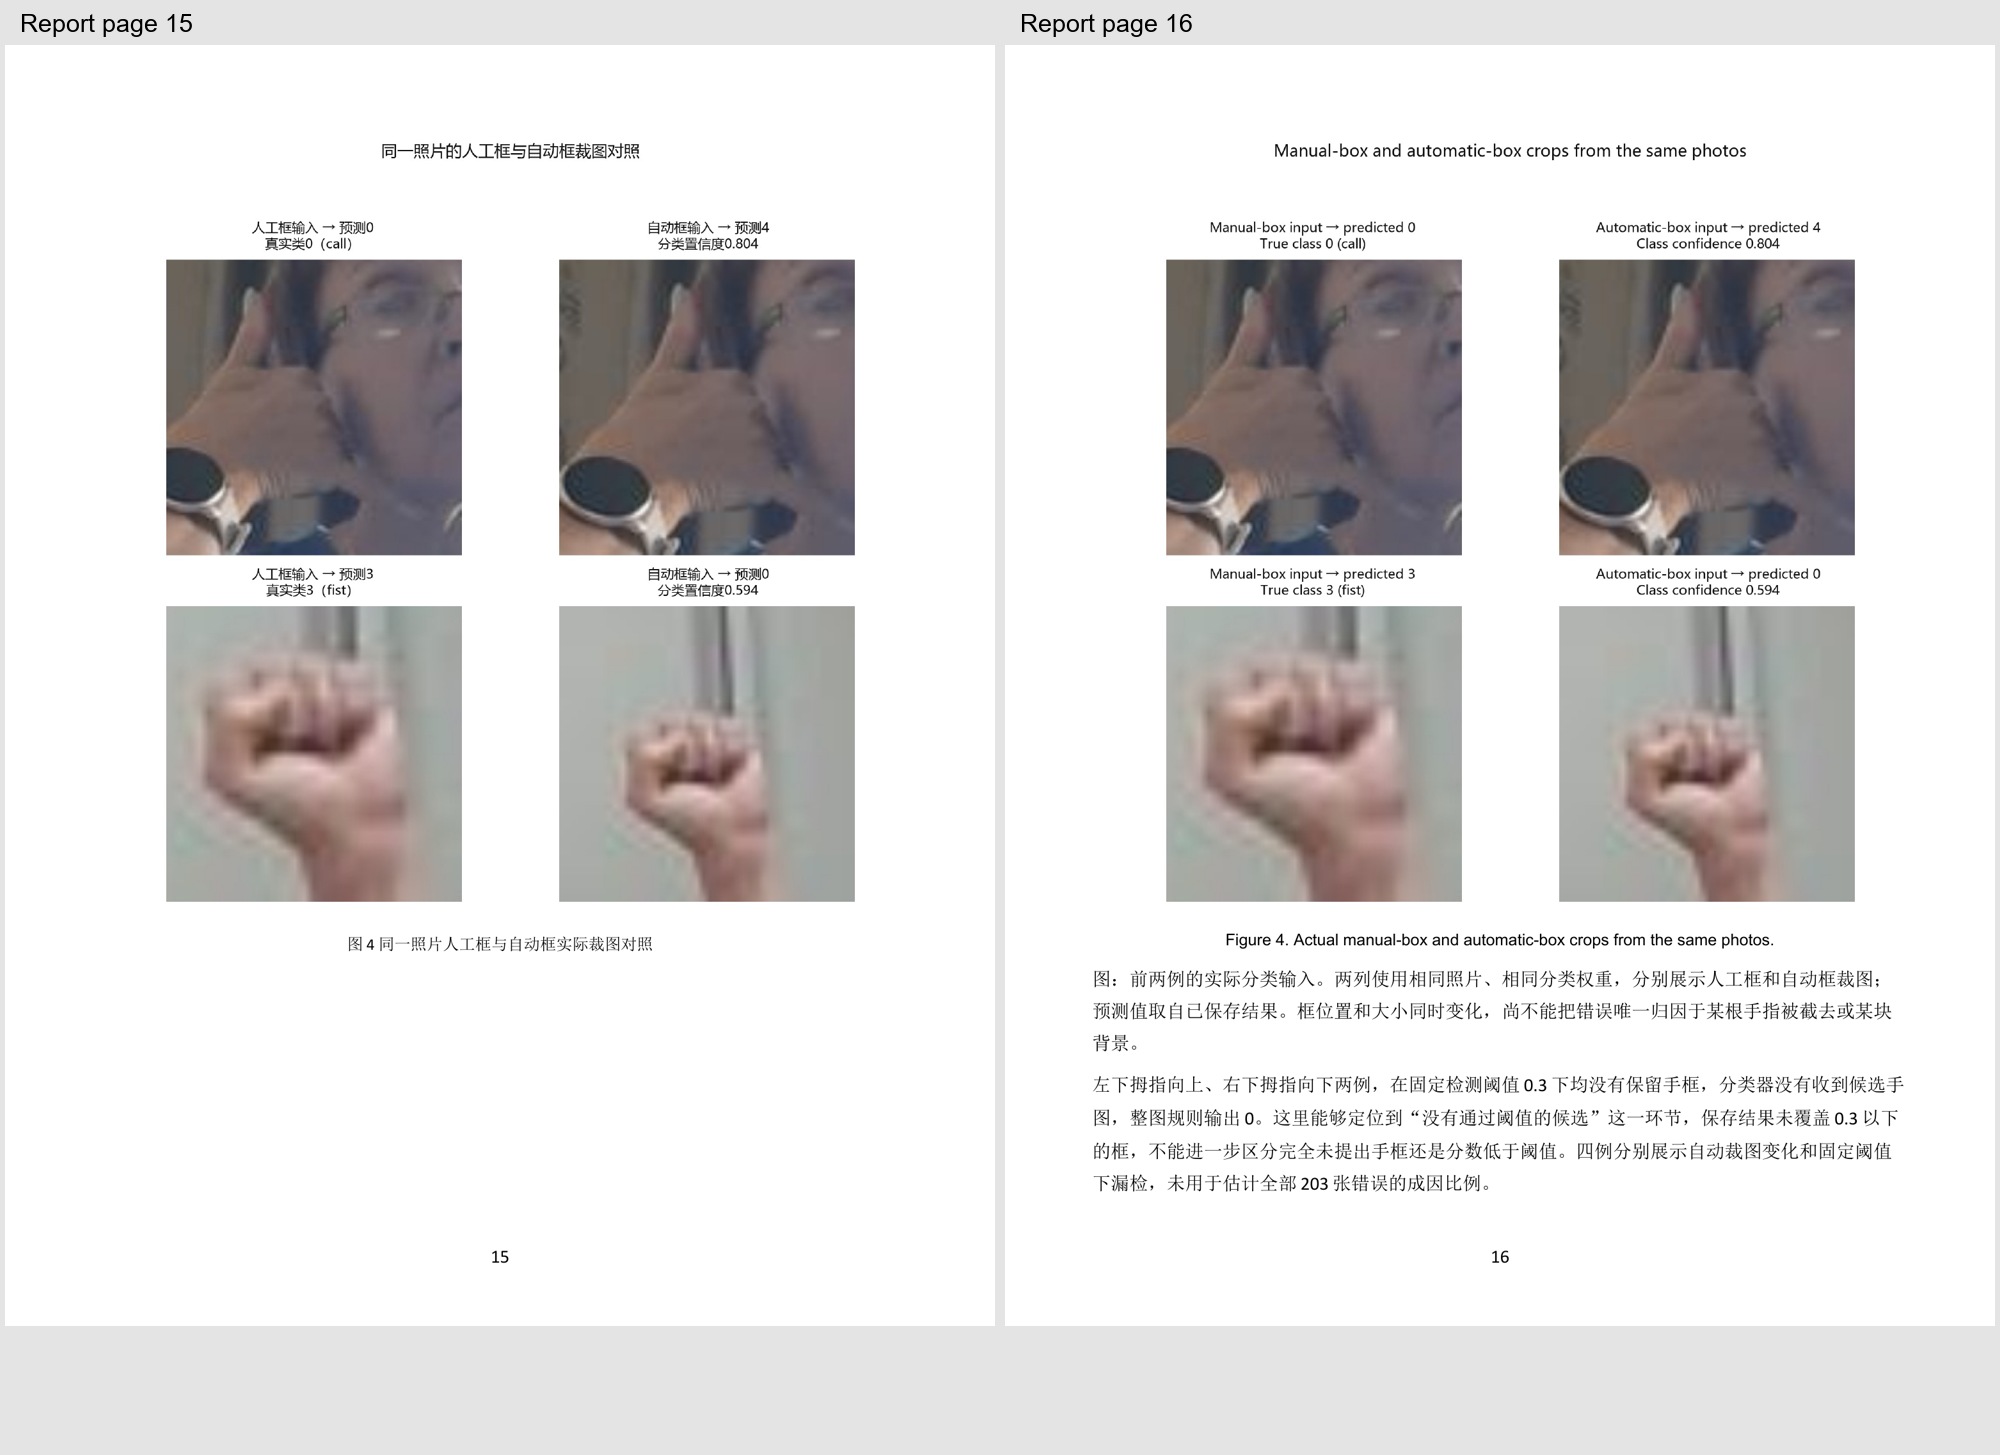 Report page 15
同一照片的人工框与自动框裁图对照
人工框输入 → 预测0
真实类0（call）
自动框输入 → 预测4
分类置信度0.804
人工框输入 → 预测3
真实类3（fist）
自动框输入 → 预测0
分类置信度0.594
图 4 同一照片人工框与自动框实际裁图对照
15
Report page 16
Manual-box and automatic-box crops from the same photos
Manual-box input → predicted 0
True class 0 (call)
Automatic-box input → predicted 4
Class confidence 0.804
Manual-box input → predicted 3
True class 3 (fist)
Automatic-box input → predicted 0
Class confidence 0.594
Figure 4. Actual manual-box and automatic-box crops from the same photos.
图：前两例的实际分类输入。两列使用相同照片、相同分类权重，分别展示人工框和自动框裁图；
预测值取自己保存结果。框位置和大小同时变化，尚不能把错误唯一归因于某根手指被截去或某块
背景。
左下拇指向上、右下拇指向下两例，在固定检测阈值 0.3 下均没有保留手框，分类器没有收到候选手
图，整图规则输出 0。这里能够定位到“没有通过阈值的候选”这一环节，保存结果未覆盖 0.3 以下
的框，不能进一步区分完全未提出手框还是分数低于阈值。四例分别展示自动裁图变化和固定阈值
下漏检，未用于估计全部 203 张错误的成因比例。
16